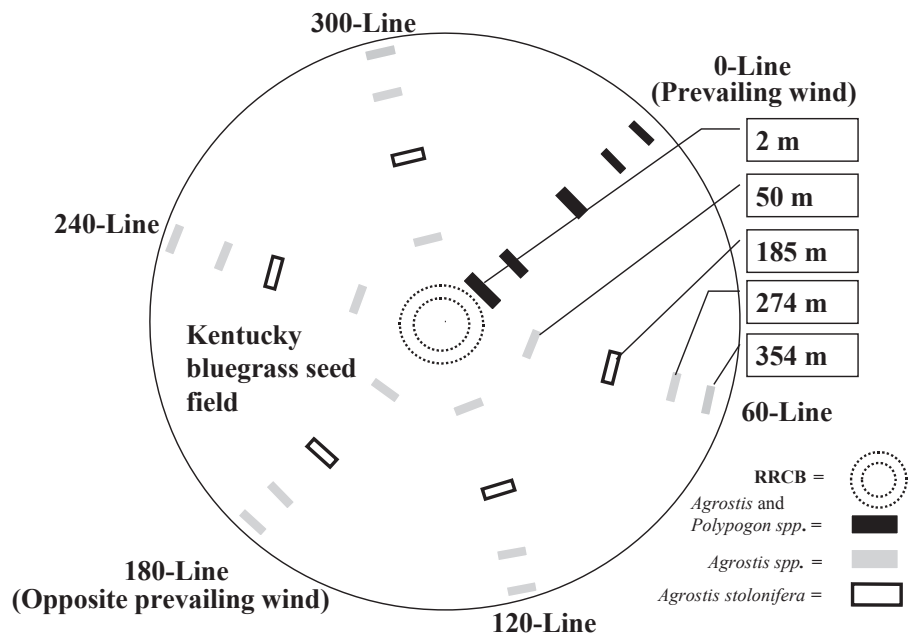 300-Line
0-Line
(Prevailing wind)
2 m
50 m
185 m
274 m
354 m
240-Line
Kentucky
bluegrass seed
field
60-Line
RRCB =
Agrostis and
Polypogon spp. =
Agrostis spp. =
Agrostis stolonifera =
180-Line
(Opposite prevailing wind)
120-Line